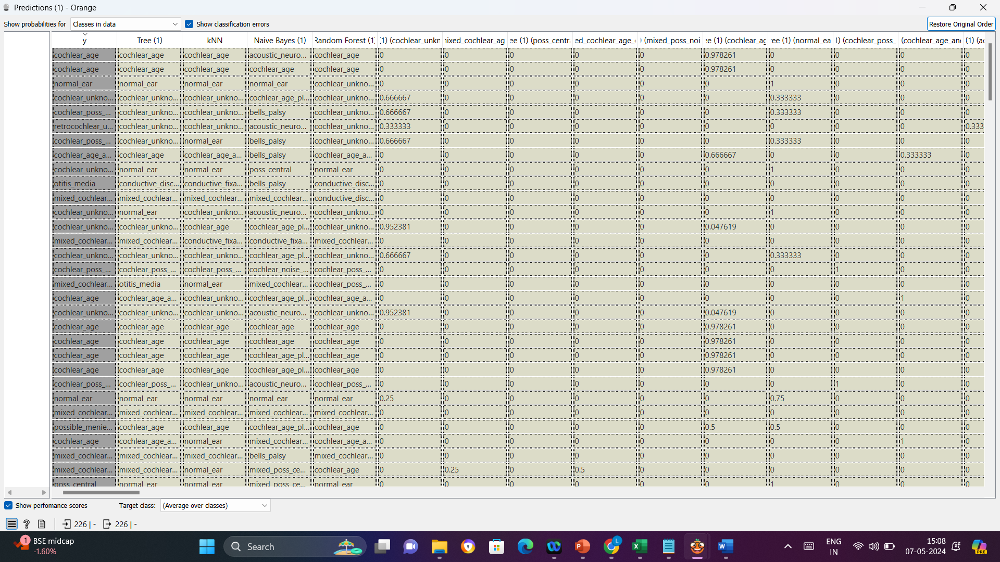 Predictions (1) - Orange
Show probabilities for Classes in data Show classification errors Restore Original Order
y Tree (1) kNN Naive Bayes (1) Random Forest (1) (1) (cochlear_unkn mixed_cochlear_ag ee (1) (poss_centr ed_cochlear_age_ ) (mixed_poss_noi ee (1) (cochlear_ag ree (1) (normal_ea l) (cochlear_poss_ (cochlear_age_an (1) (a
cochlear_age cochlear_age cochlear_age acoustic_neuro... cochlear_age 0 0 0 0 0 0.978261 0 0 0 0
cochlear_age cochlear_age cochlear_age cochlear_age cochlear_age 0 0 0 0 0 0.978261 0 0 0 0
normal_ear normal_ear normal_ear normal_ear cochlear_unkno... 0 0 0 0 0 0 1 0 0 0
cochlear_unkno... cochlear_unkno... cochlear_unkno... cochlear_age_pl... cochlear_unkno... 0.666667 0 0 0 0 0 0.333333 0 0 0
cochlear_poss_... cochlear_unkno... cochlear_unkno... bells_palsy cochlear_unkno... 0.666667 0 0 0 0 0 0.333333 0 0 0
retrocochlear_u... cochlear_unkno... cochlear_unkno... acoustic_neuro... cochlear_unkno... 0.333333 0 0 0 0 0 0 0 0 0.333
cochlear_poss_... cochlear_unkno... normal_ear bells_palsy cochlear_unkno... 0.666667 0 0 0 0 0 0.333333 0 0 0
cochlear_age_a... cochlear_age cochlear_age_a... bells_palsy cochlear_age_a... 0 0 0 0 0 0.666667 0 0 0.333333 0
cochlear_unkno... normal_ear normal_ear poss_central normal_ear 0 0 0 0 0 0 1 0 0 0
otitis_media conductive_disc... conductive_fixa... bells_palsy conductive_disc... 0 0 0 0 0 0 0 0 0 0
mixed_cochlear... mixed_cochlear... mixed_cochlear... mixed_cochlear... conductive_disc... 0 0 0 0 0 0 0 0 0 0
cochlear_unkno... normal_ear cochlear_unkno... acoustic_neuro... cochlear_unkno... 0 0 0 0 0 0 1 0 0 0
cochlear_unkno... cochlear_unkno... cochlear_age cochlear_age_pl... cochlear_unkno... 0.952381 0 0 0 0 0.047619 0 0 0 0
mixed_cochlear... mixed_cochlear... conductive_fixa... conductive_fixa... mixed_cochlear... 0 0 0 0 0 0 0 0 0 0
cochlear_unkno... cochlear_unkno... cochlear_unkno... cochlear_age_pl... cochlear_unkno... 0.666667 0 0 0 0 0 0.333333 0 0 0
cochlear_poss_... cochlear_poss_... cochlear_poss_... cochlear_noise_... cochlear_poss_... 0 0 0 0 0 0 0 1 0 0
mixed_cochlear... otitis_media normal_ear mixed_cochlear... cochlear_poss_... 0 0 0 0 0 0 0 0 0 0
cochlear_age cochlear_age_a... cochlear_unkno... cochlear_age_pl... cochlear_age_a... 0 0 0 0 0 0 0 0 1 0
cochlear_unkno... cochlear_unkno... cochlear_unkno... acoustic_neuro... cochlear_unkno... 0.952381 0 0 0 0 0.047619 0 0 0 0
cochlear_age cochlear_age cochlear_age cochlear_age cochlear_age 0 0 0 0 0 0.978261 0 0 0 0
cochlear_age cochlear_age cochlear_age cochlear_age cochlear_age 0 0 0 0 0 0.978261 0 0 0 0
cochlear_age cochlear_age cochlear_age cochlear_age_pl... cochlear_age 0 0 0 0 0 0.978261 0 0 0 0
cochlear_age cochlear_age cochlear_age cochlear_age_pl... cochlear_age 0 0 0 0 0 0.978261 0 0 0 0
cochlear_poss_... cochlear_poss_... cochlear_unkno... acoustic_neuro... cochlear_poss_... 0 0 0 0 0 0 0 1 0 0
normal_ear normal_ear normal_ear normal_ear normal_ear 0.25 0 0 0 0 0 0.75 0 0 0
mixed_cochlear... mixed_cochlear... mixed_cochlear... mixed_cochlear... mixed_cochlear... 0 0 0 0 0 0 0 0 0 0
possible_menie... cochlear_age cochlear_age cochlear_age_pl... cochlear_age 0 0 0 0 0 0.5 0.5 0 0 0
cochlear_age cochlear_age_a... normal_ear mixed_cochlear... cochlear_age_a... 0 0 0 0 0 0 0 0 1 0
mixed_cochlear... mixed_cochlear... mixed_cochlear... bells_palsy mixed_cochlear... 0 0 0 0 0 0 0 0 0 0
mixed_cochlear... mixed_cochlear... normal_ear mixed_poss_ce... cochlear_age 0 0.25 0 0.5 0 0 0 0 0 0
poss_central normal_ear normal_ear mixed_poss_ce... normal_ear 0 0 0 0 0 0 1 0 0 0
Show perfomance scores Target class: (Average over classes)
? 226 | - 226 | -
1 BSE midcap
-1.60%
Search
L
ENG
IN
15:08
07-05-2024
PRE